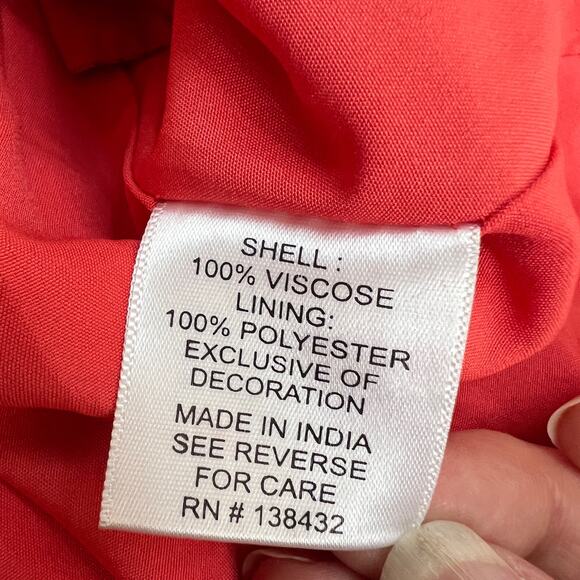 SHELL :
100% VISCOSE
LINING:
100% POLYESTER
EXCLUSIVE OF
DECORATION
MADE IN INDIA
SEE REVERSE
FOR CARE
RN # 138432